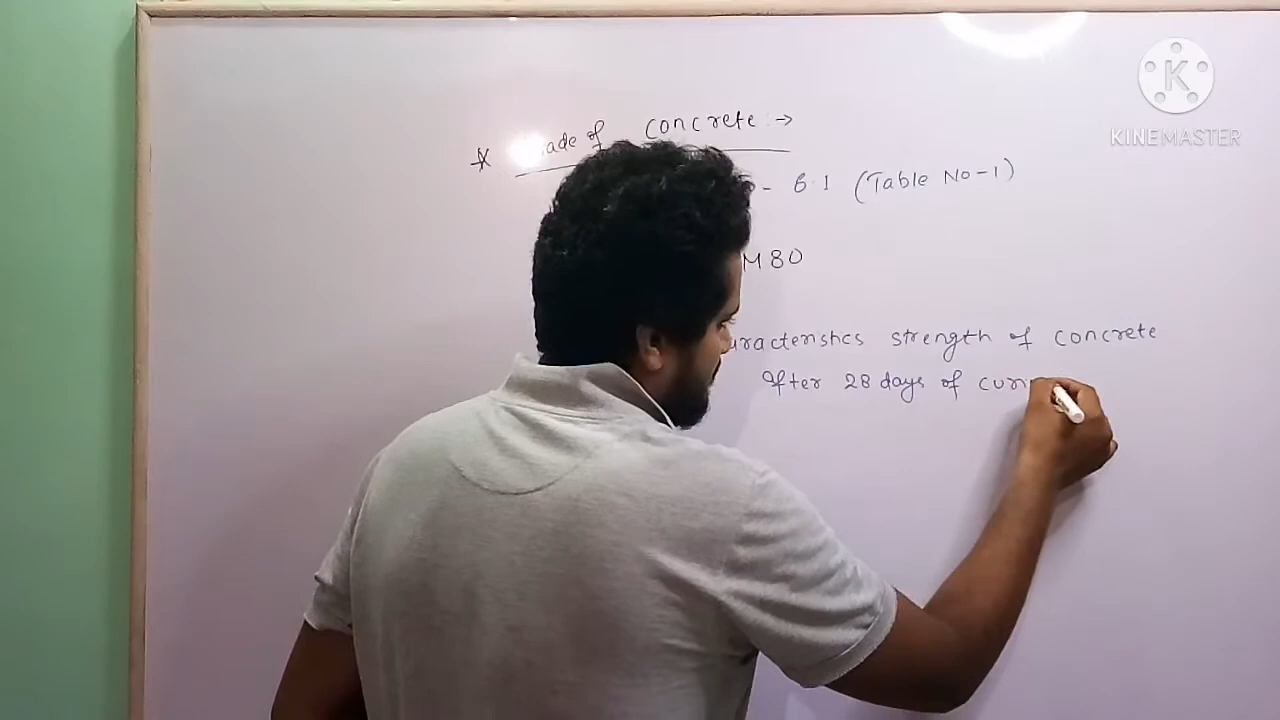 * ade of concrete :->
- 6.1 (Table No-1)
M80
aracteristics strength of concrete
After 28 days of cur
K
KINEMASTER